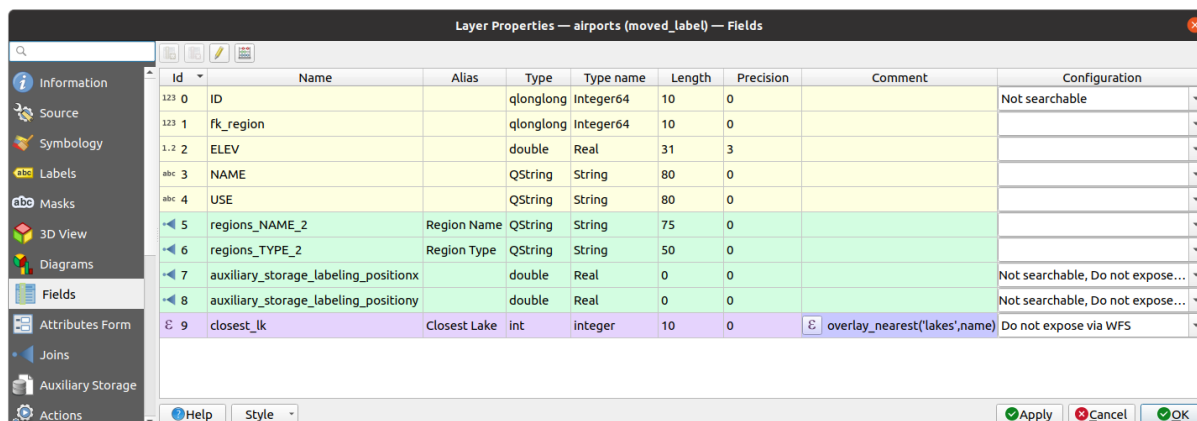 Layer Properties — airports (moved_label) — Fields
Id Name Alias Type Type name Length Precision Comment Configuration
Information
123 0 ID qlonglong Integer64 10 0 Not searchable
Source
123 1 fk_region qlonglong Integer64 10 0
Symbology
1.2 2 ELEV double Real 31 3
abc Labels
abc 3 NAME QString String 80 0
abc Masks
abc 4 USE QString String 80 0
3D View
5 regions_NAME_2 Region Name QString String 75 0
Diagrams
6 regions_TYPE_2 Region Type QString String 50 0
7 auxiliary_storage_labeling_positionx double Real 0 0 Not searchable, Do not expose...
Fields
8 auxiliary_storage_labeling_positiony double Real 0 0 Not searchable, Do not expose...
Attributes Form
ε 9 closest_lk Closest Lake int integer 10 0 ε overlay_nearest('lakes',name) Do not expose via WFS
Joins
Auxiliary Storage
Actions
Help Style Apply Cancel OK